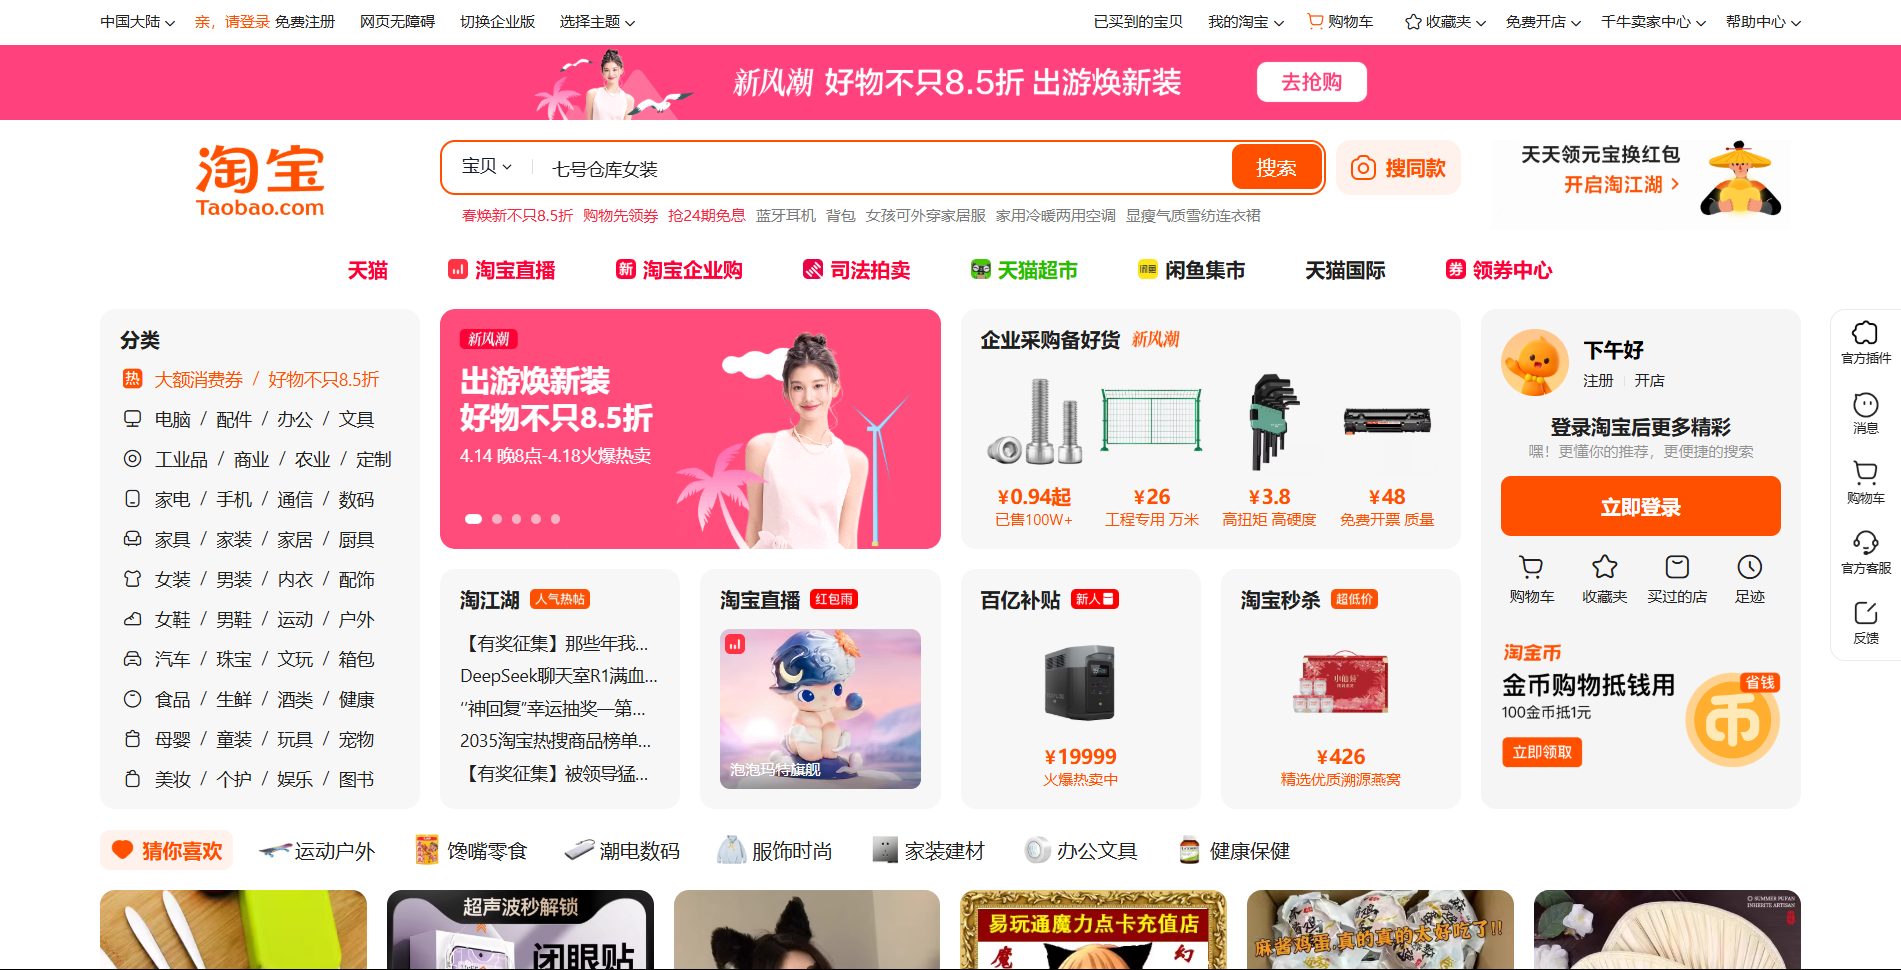 中国大陆 亲，请登录 免费注册 网页无障碍 切换企业版 选择主题 已买到的宝贝 我的淘宝 购物车 收藏夹 免费开店 千牛卖家中心 帮助中心
新风潮 好物不只8.5折 出游焕新装 去抢购
淘宝
Taobao.com
宝贝 七号仓库女装 搜索 搜同款
春焕新不只8.5折 购物先领券 抢24期免息 蓝牙耳机 背包 女孩可外穿家居服 家用冷暖两用空调 显瘦气质雪纺连衣裙
天天领元宝换红包
开启淘江湖
天猫 淘宝直播 新 淘宝企业购 司法拍卖 天猫超市 闲鱼 闲鱼集市 天猫国际 券 领券中心
分类
热 大额消费券 / 好物不只8.5折
电脑 / 配件 / 办公 / 文具
工业品 / 商业 / 农业 / 定制
家电 / 手机 / 通信 / 数码
家具 / 家装 / 家居 / 厨具
女装 / 男装 / 内衣 / 配饰
女鞋 / 男鞋 / 运动 / 户外
汽车 / 珠宝 / 文玩 / 箱包
食品 / 生鲜 / 酒类 / 健康
母婴 / 童装 / 玩具 / 宠物
美妆 / 个护 / 娱乐 / 图书
新风潮
出游焕新装
好物不只8.5折
4.14 晚8点-4.18火爆热卖
企业采购备好货 新风潮
¥0.94起 ¥26 ¥3.8 ¥48
已售100W+ 工程专用 万米 高扭矩 高硬度 免费开票 质量
淘江湖 人气热帖
【有奖征集】那些年我...
DeepSeek聊天室R1满血...
“神回复”幸运抽奖—第...
2035淘宝热搜商品榜单...
【有奖征集】被领导猛...
淘宝直播 红包雨
泡泡玛特旗舰
百亿补贴 新人
¥19999
火爆热卖中
淘宝秒杀 超低价
小仙炖
¥426
精选优质溯源燕窝
下午好
注册 开店
登录淘宝后更多精彩
嘿！更懂你的推荐，更便捷的搜索
立即登录
购物车 收藏夹 买过的店 足迹
淘金币
金币购物抵钱用
100金币抵1元
立即领取
省钱
币
官方插件
消息
购物车
官方客服
反馈
猜你喜欢 运动户外 馋嘴零食 潮电数码 服饰时尚 家装建材 办公文具 健康保健
超声波秒解锁
闭眼贴
易玩通魔力点卡充值店
魔 幻
麻酱鸡蛋,真的真的太好吃了!!
SUMMER PUFAN
INHERITE ARTISAN